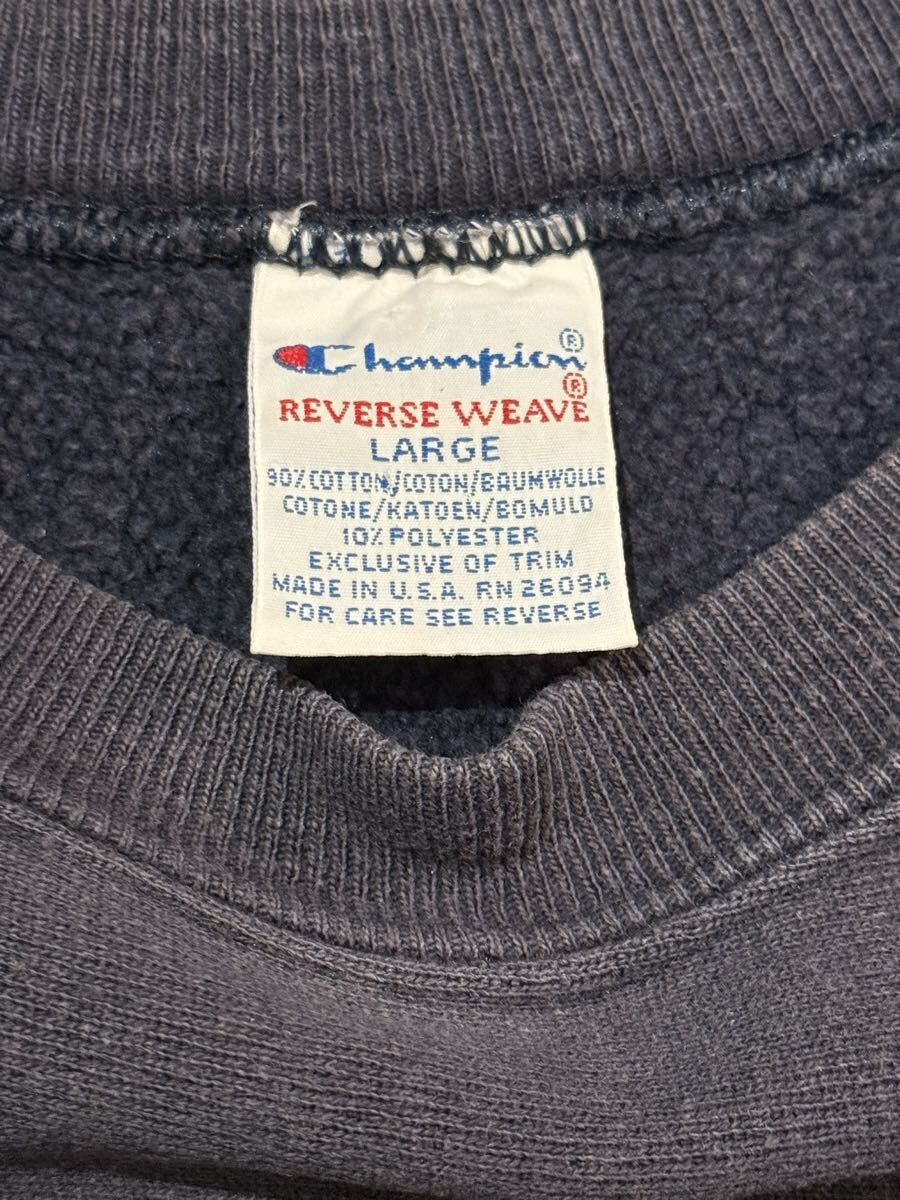 Champion®
REVERSE WEAVE®
LARGE
90% COTTON/COTON/BAUMWOLLE
COTONE/KATOEN/BOMULD
10% POLYESTER
EXCLUSIVE OF TRIM
MADE IN U.S.A. RN 26094
FOR CARE SEE REVERSE